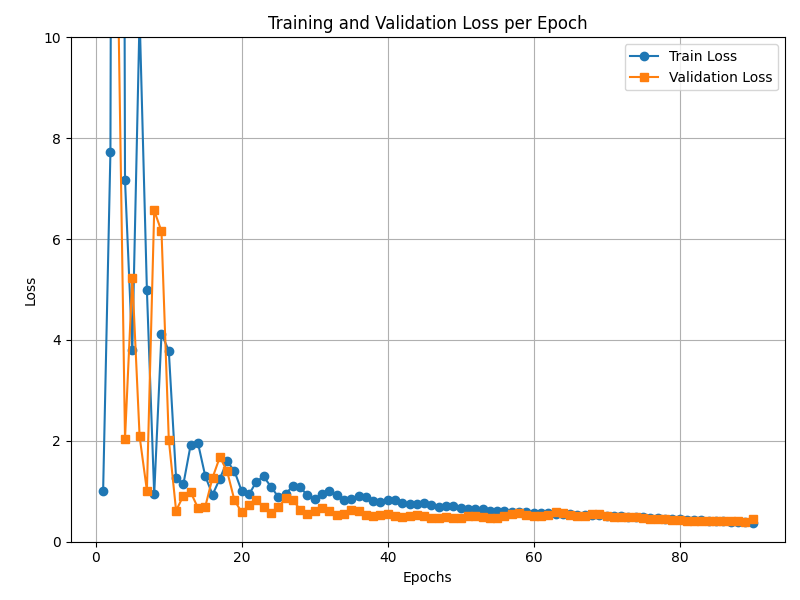 Training and Validation Loss per Epoch
Train Loss
Validation Loss
10
8
6
4
2
0
Loss
0 20 40 60 80
Epochs